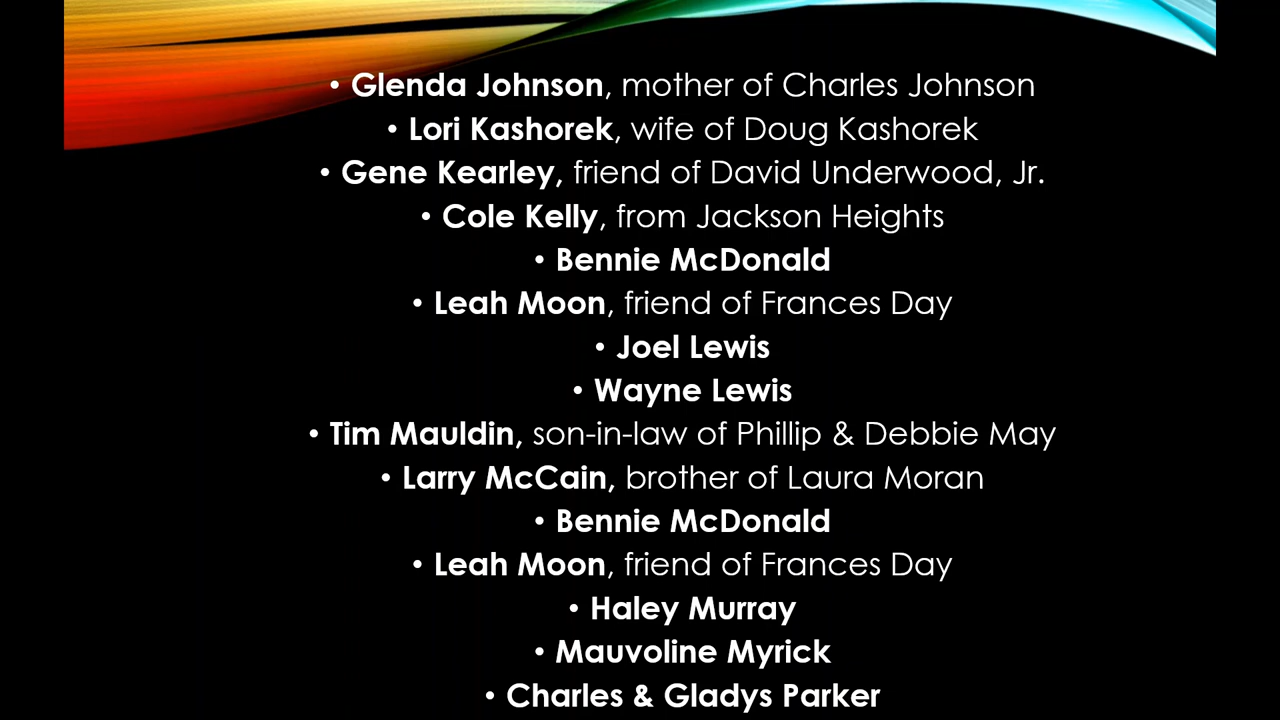 • Glenda Johnson, mother of Charles Johnson
• Lori Kashorek, wife of Doug Kashorek
• Gene Kearley, friend of David Underwood, Jr.
• Cole Kelly, from Jackson Heights
• Bennie McDonald
• Leah Moon, friend of Frances Day
• Joel Lewis
• Wayne Lewis
• Tim Mauldin, son-in-law of Phillip & Debbie May
• Larry McCain, brother of Laura Moran
• Bennie McDonald
• Leah Moon, friend of Frances Day
• Haley Murray
• Mauvoline Myrick
• Charles & Gladys Parker